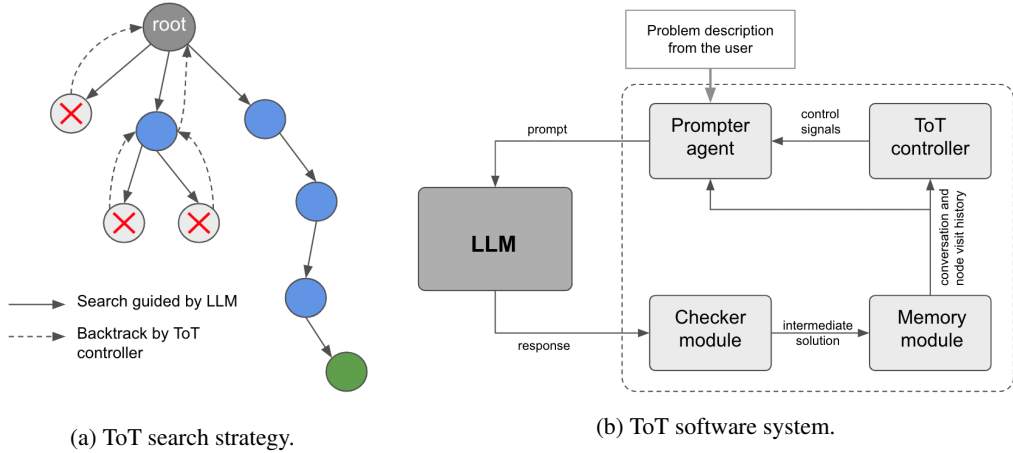 root
Search guided by LLM
Backtrack by ToT
controller
(a) ToT search strategy.
Problem description
from the user
prompt
Prompter
agent
control
signals
ToT
controller
LLM
conversation and
node visit history
response
Checker
module
intermediate
solution
Memory
module
(b) ToT software system.